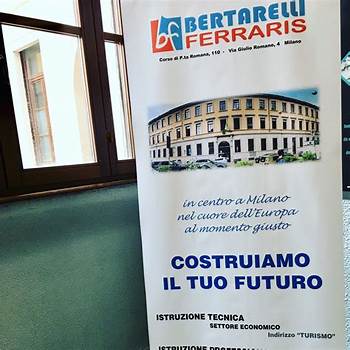 BERTARELLI
FERRARIS
Corso di P.ta Romana, 110 - Via Giulio Romano, 4 Milano
in centro a Milano
nel cuore dell'Europa
al momento giusto
COSTRUIAMO
IL TUO FUTURO
ISTRUZIONE TECNICA
SETTORE ECONOMICO
Indirizzo "TURISMO"